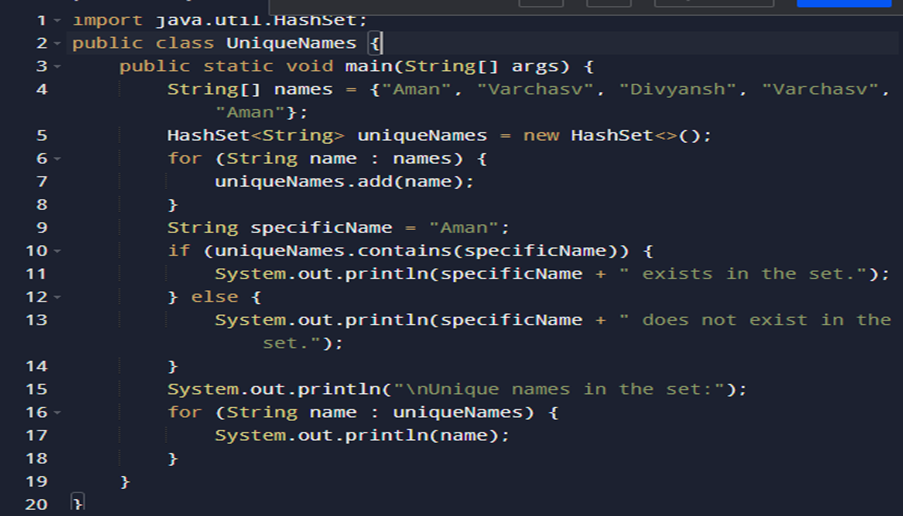 1 import java.util.HashSet;
2 public class UniqueNames {
3 public static void main(String[] args) {
4 String[] names = {"Aman", "Varchasv", "Divyansh", "Varchasv",
"Aman"};
5 HashSet<String> uniqueNames = new HashSet<>();
6 for (String name : names) {
7 uniqueNames.add(name);
8 }
9 String specificName = "Aman";
10 if (uniqueNames.contains(specificName)) {
11 System.out.println(specificName + " exists in the set.");
12 } else {
13 System.out.println(specificName + " does not exist in the
set.");
14 }
15 System.out.println("\nUnique names in the set:");
16 for (String name : uniqueNames) {
17 System.out.println(name);
18 }
19 }
20 }